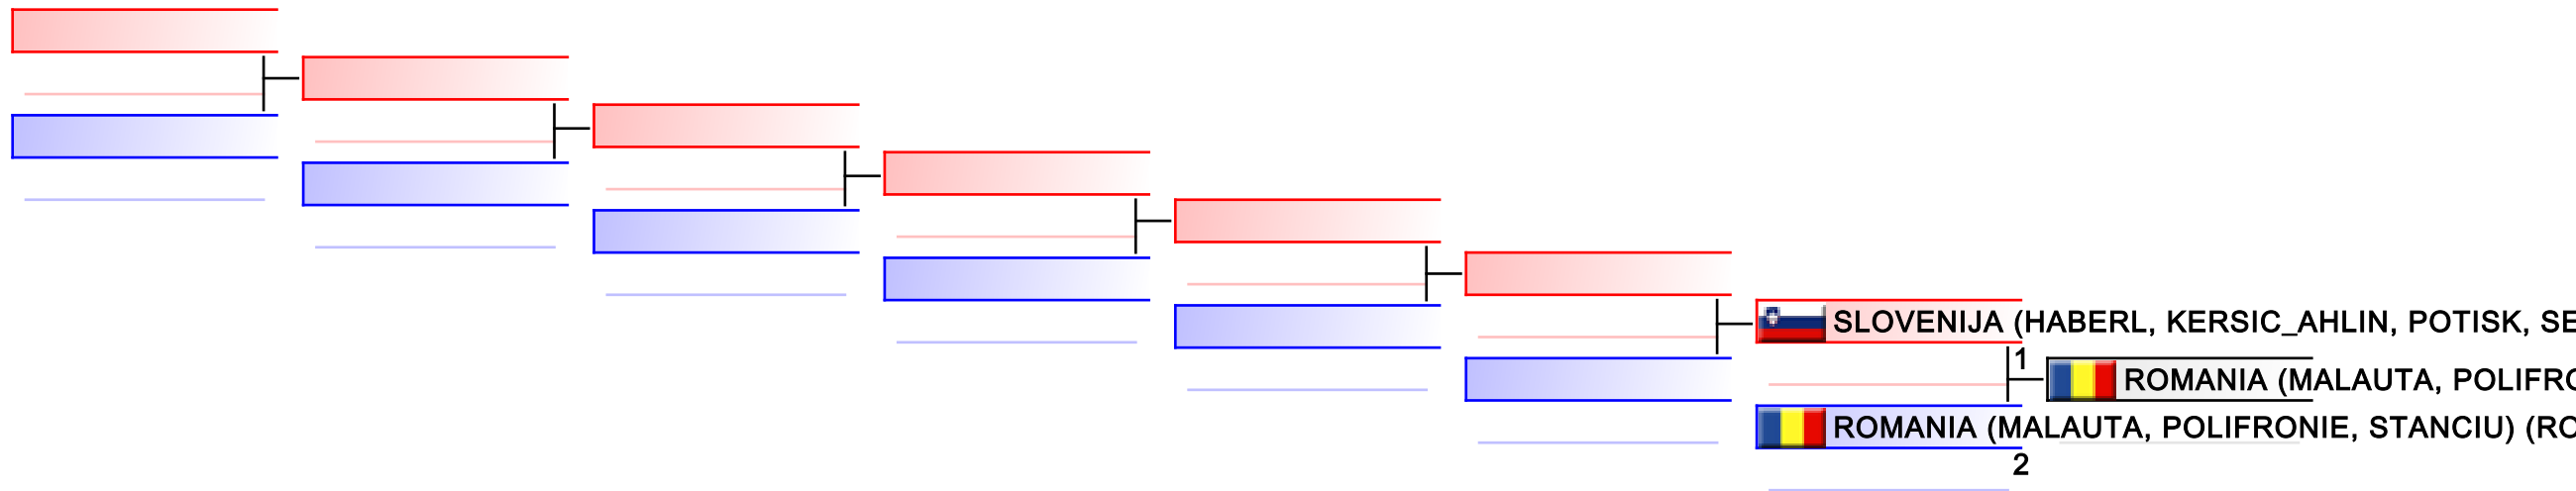 SLOVENIJA (HABERL, KERSIC_AHLIN, POTISK, SE
1
ROMANIA (MALAUTA, POLIFRO
ROMANIA (MALAUTA, POLIFRONIE, STANCIU) (RO
2